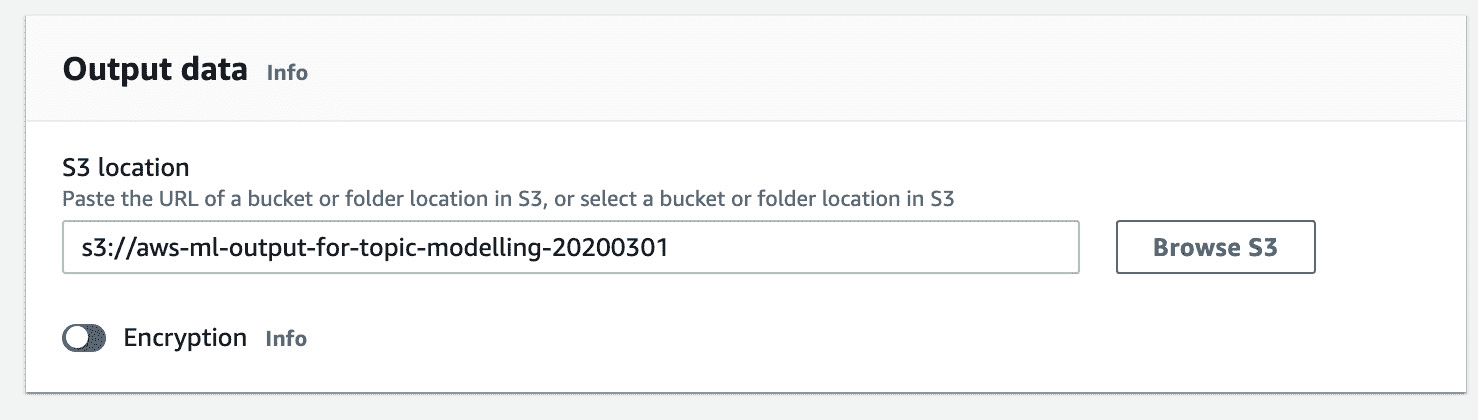 Output data Info
S3 location
Paste the URL of a bucket or folder location in S3, or select a bucket or folder location in S3
s3://aws-ml-output-for-topic-modelling-20200301 Browse S3
Encryption Info